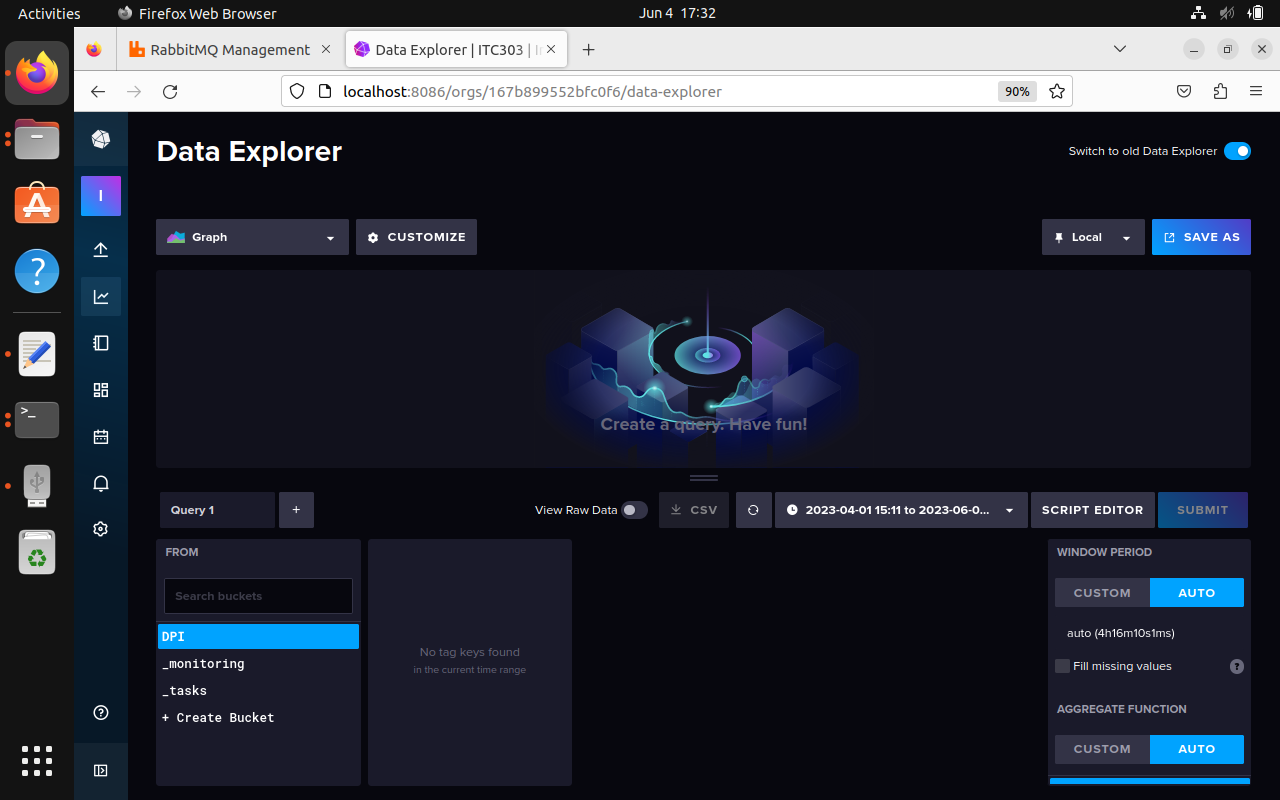 Activities
Firefox Web Browser
Jun 4 17:32
RabbitMQ Management
Data Explorer | ITC303 |
localhost:8086/orgs/167b899552bfc0f6/data-explorer
90%
I
Data Explorer
Switch to old Data Explorer
Graph
CUSTOMIZE
Local
SAVE AS
Create a query. Have fun!
Query 1
+
View Raw Data
CSV
2023-04-01 15:11 to 2023-06-0...
SCRIPT EDITOR
SUBMIT
FROM
Search buckets
DPI
_monitoring
_tasks
+ Create Bucket
No tag keys found
in the current time range
WINDOW PERIOD
CUSTOM
AUTO
auto (4h16m10s1ms)
Fill missing values
?
AGGREGATE FUNCTION
CUSTOM
AUTO